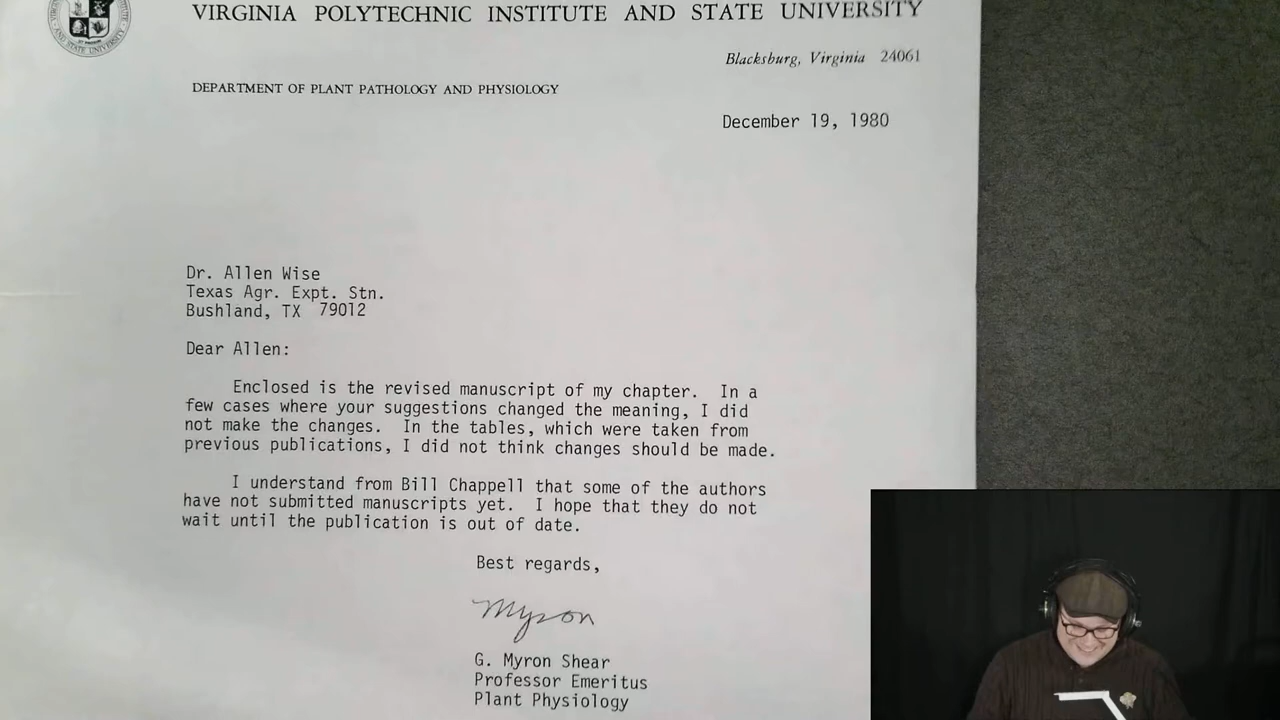 VIRGINIA POLYTECHNIC INSTITUTE AND STATE UNIVERSITY
Blacksburg, Virginia 24061
DEPARTMENT OF PLANT PATHOLOGY AND PHYSIOLOGY
December 19, 1980
Dr. Allen Wise
Texas Agr. Expt. Stn.
Bushland, TX 79012
Dear Allen:
Enclosed is the revised manuscript of my chapter. In a
few cases where your suggestions changed the meaning, I did
not make the changes. In the tables, which were taken from
previous publications, I did not think changes should be made.
I understand from Bill Chappell that some of the authors
have not submitted manuscripts yet. I hope that they do not
wait until the publication is out of date.
Best regards,
Myron
G. Myron Shear
Professor Emeritus
Plant Physiology